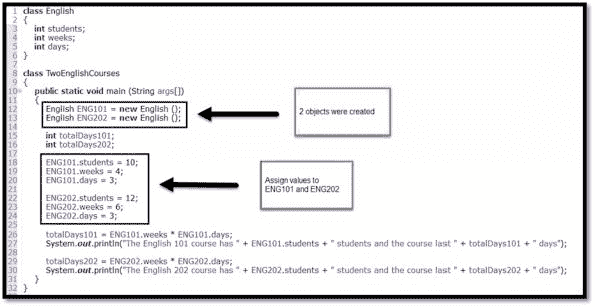 1 class English
2 {
3 int students;
4 int weeks;
5 int days;
6 }
7
8 class TwoEnglishCourses
9 {
10 public static void main (String args[])
11 {
12 English ENG101 = new English ();
13 English ENG202 = new English ();
2 objects were created
14
15 int totalDays101;
16 int totalDays202;
17
18 ENG101.students = 10;
19 ENG101.weeks = 4;
20 ENG101.days = 3;
Assign values to
ENG101 and ENG202
21
22 ENG202.students = 12;
23 ENG202.weeks = 6;
24 ENG202.days = 3;
25
26 totalDays101 = ENG101.weeks * ENG101.days;
27 System.out.println("The English 101 course has " + ENG101.students + " students and the course last " + totalDays101 + " days");
28
29 totalDays202 = ENG202.weeks * ENG202.days;
30 System.out.println("The English 202 course has " + ENG202.students + " students and the course last " + totalDays202 + " days");
31 }
32 }